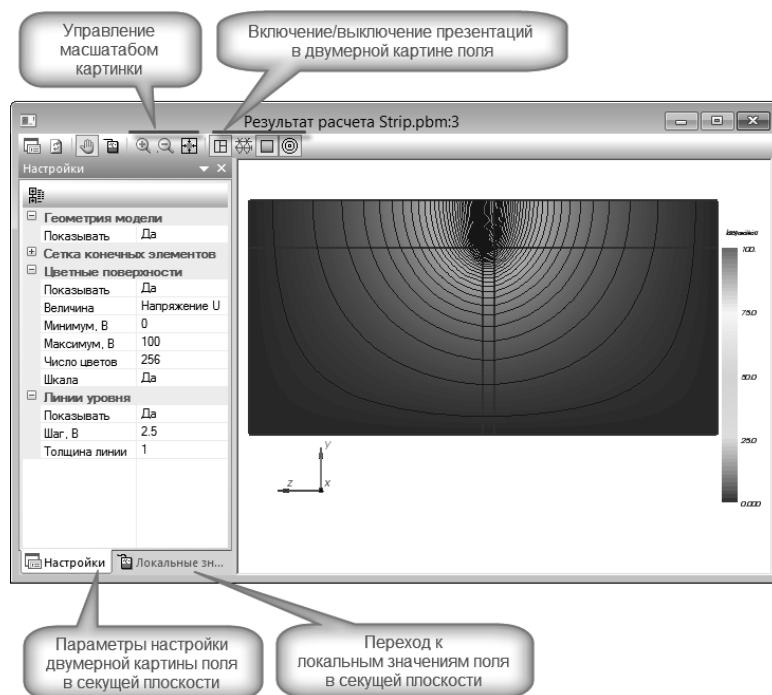 Управление
масштабом
картинки
Включение/выключение презентаций
в двумерной картине поля
Результат расчета Strip.pbm:3
Настройки
Геометрия модели
Показывать Да
Сетка конечных элементов
Цветные поверхности
Показывать Да
Величина Напряжение U
Минимум, В 0
Максимум, В 100
Число цветов 256
Шкала Да
Линии уровня
Показывать Да
Шаг, В 2.5
Толщина линии 1
100.
75.0
50.0
25.0
0.000
y
z
x
Настройки
Локальные зн...
Параметры настройки
двумерной картины поля
в секущей плоскости
Переход к
локальным значениям поля
в секущей плоскости